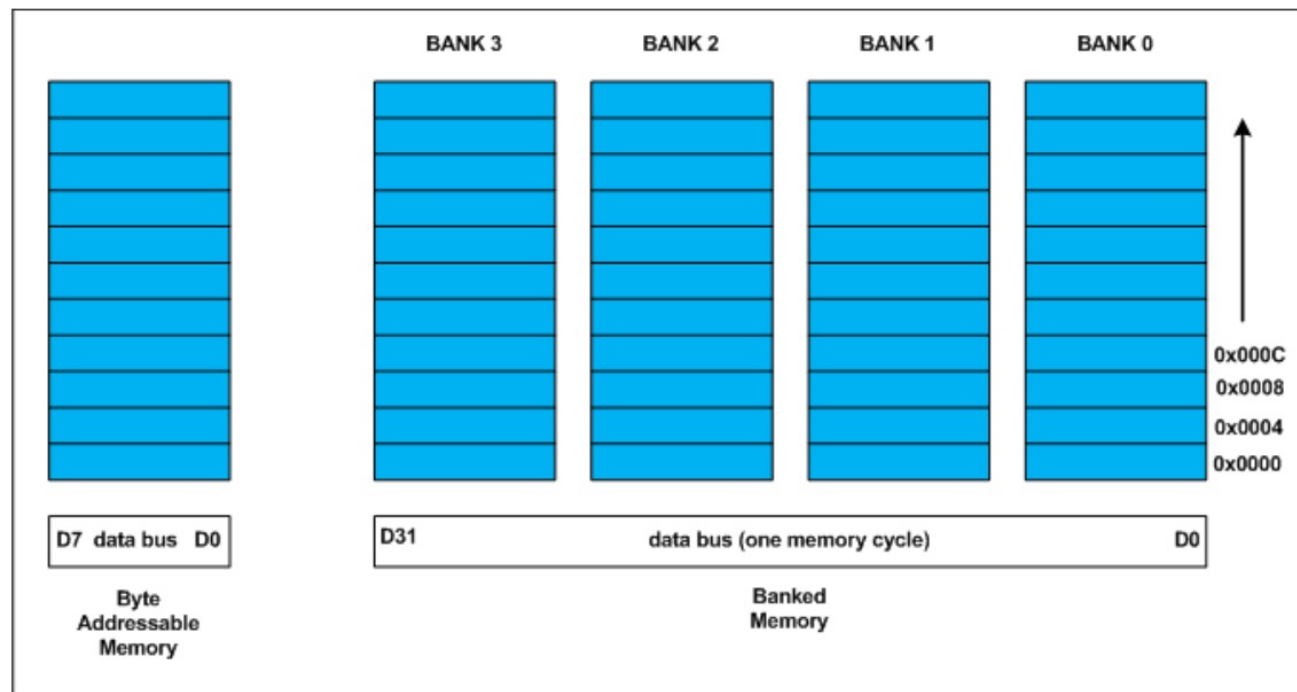 BANK 3 BANK 2 BANK 1 BANK 0
0x000C
0x0008
0x0004
0x0000
D7 data bus D0
D31 data bus (one memory cycle) D0
Byte
Addressable
Memory
Banked
Memory